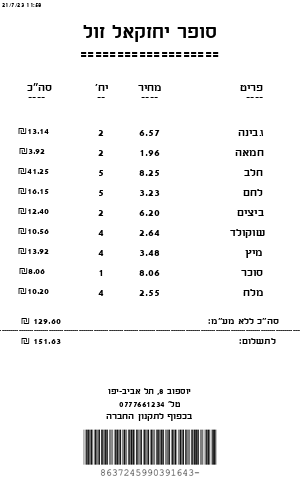 21/7/23 11:59
סופר יחזקאל זול
===================
פריט מחיר יח' סה"כ
---- ---- -- ----
גבינה 6.57 2 ₪13.14
חמאה 1.96 2 ₪3.92
חלב 8.25 5 ₪41.25
לחם 3.23 5 ₪16.15
ביצים 6.20 2 ₪12.40
שוקולד 2.64 4 ₪10.56
מיץ 3.48 4 ₪13.92
סוכר 8.06 1 ₪8.06
מלח 2.55 4 ₪10.20
סה"כ ללא מע"מ: 129.60 ₪
לתשלום: 151.63 ₪
יוספוב 8, תל אביב-יפו
טל' 0777661234
בכפוף לתקנון החברה
8637245990391643-